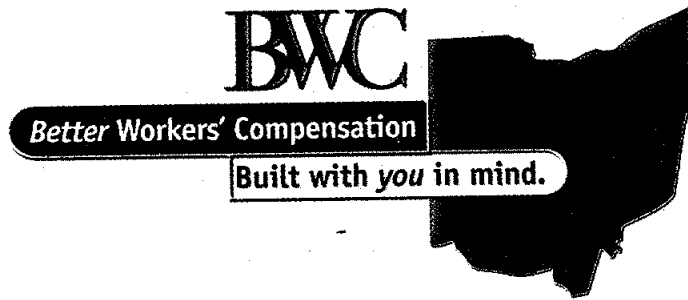 BWC
Better Workers' Compensation
Built with you in mind.